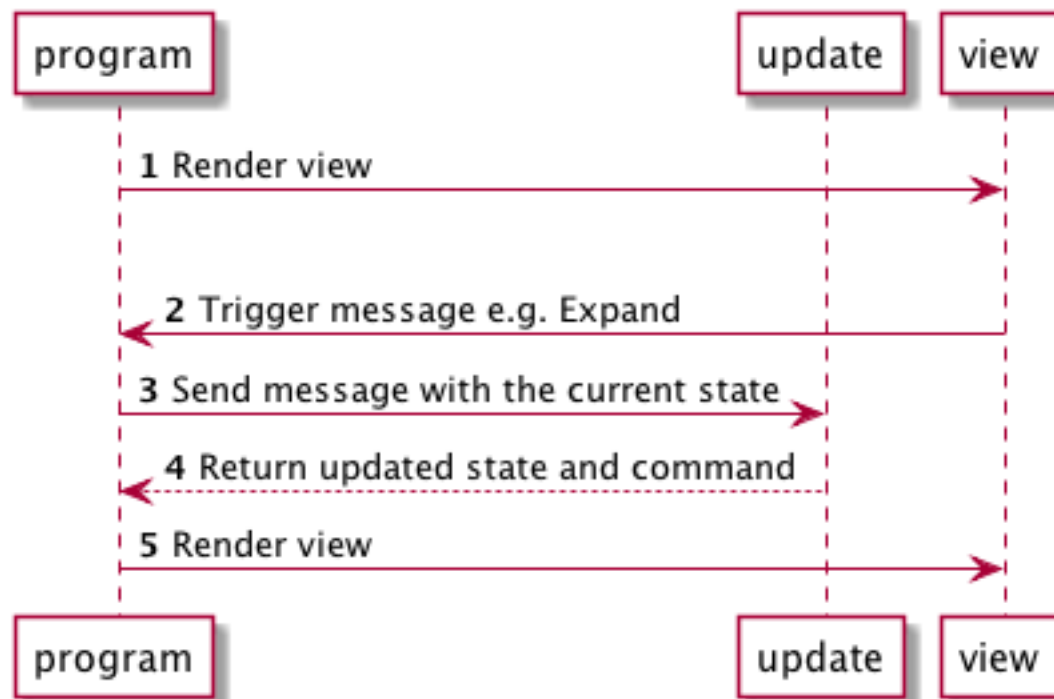 program
update
view
1 Render view
2 Trigger message e.g. Expand
3 Send message with the current state
4 Return updated state and command
5 Render view
program
update
view